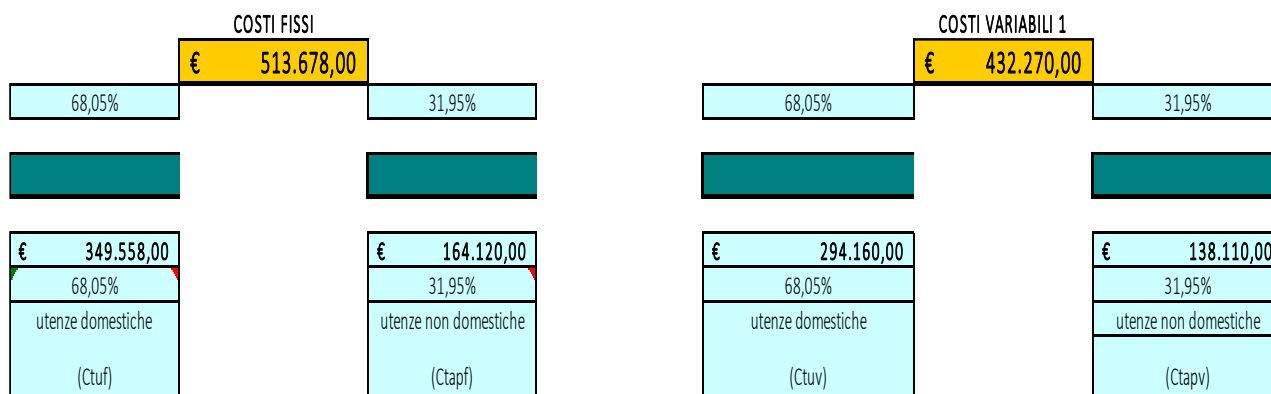 COSTI FISSI COSTI VARIABILI 1
€ 513.678,00 € 432.270,00
68,05% 31,95% 68,05% 31,95%
€ 349.558,00 € 164.120,00 € 294.160,00 € 138.110,00
68,05% 31,95% 68,05% 31,95%
utenze domestiche utenze non domestiche utenze domestiche utenze non domestiche
(Ctuf) (Ctapf) (Ctuv) (Ctapv)